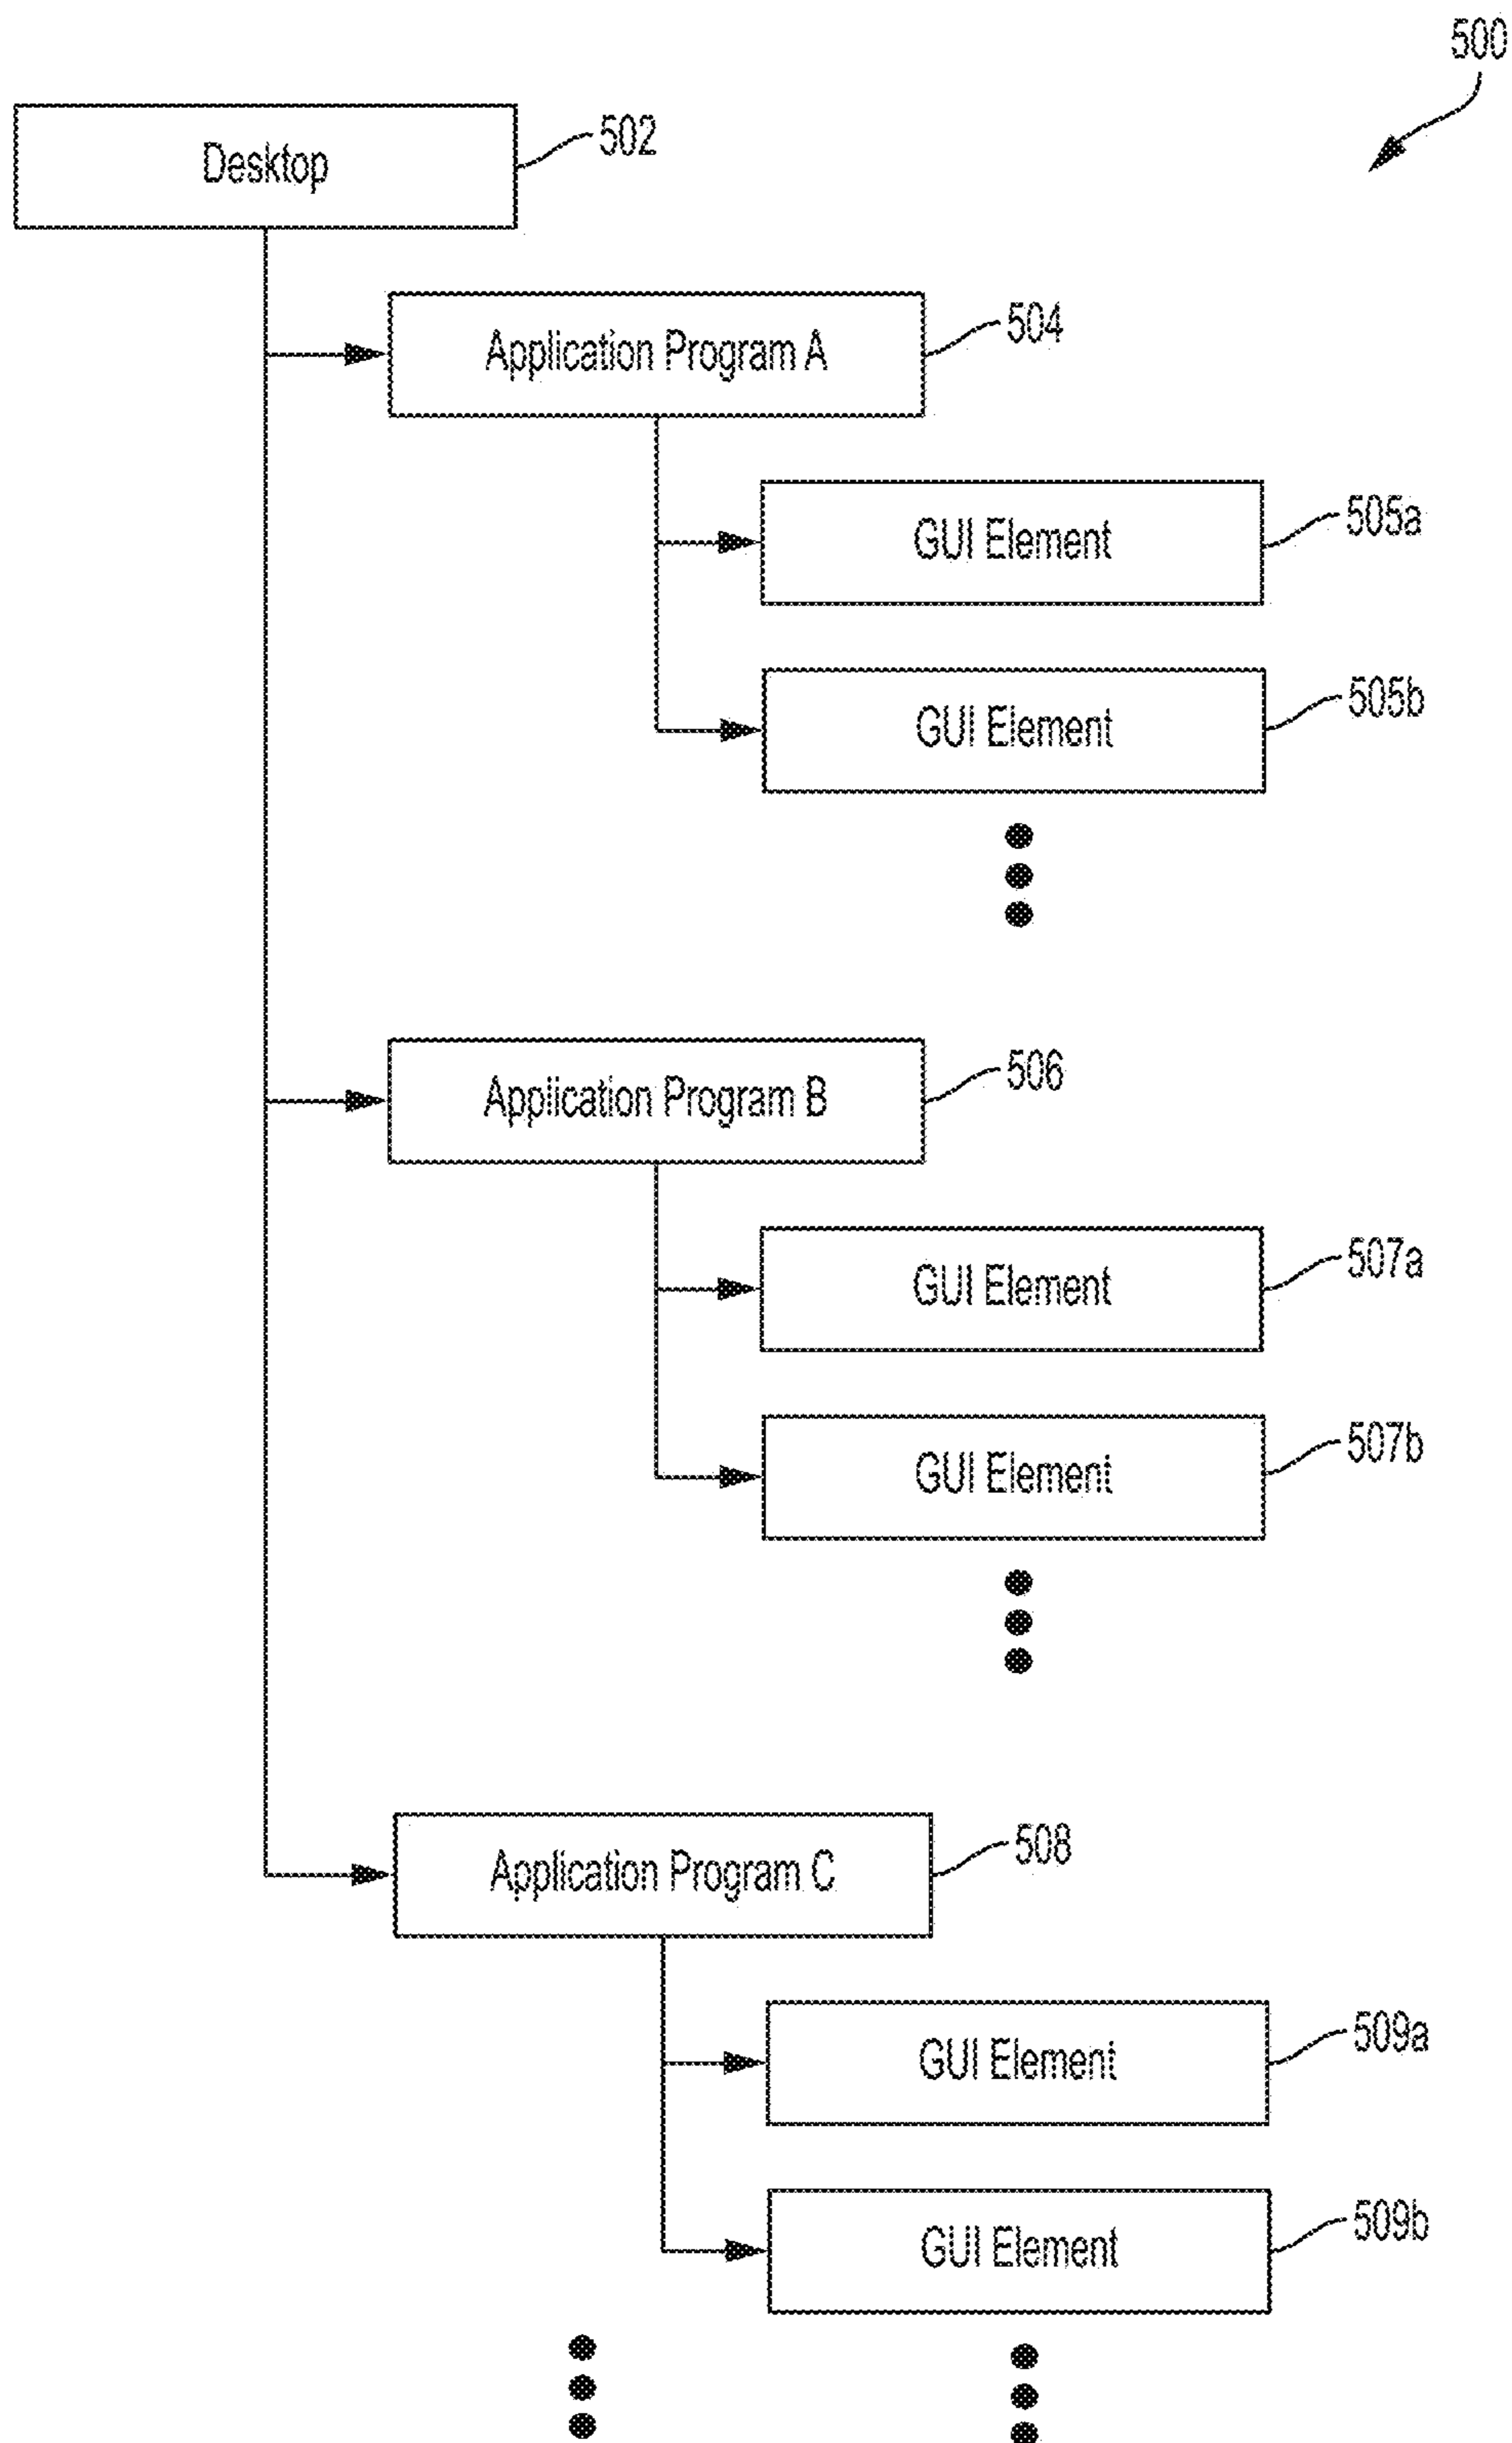 500
Desktop
502
Application Program A
504
GUI Element
505a
GUI Element
505b
Application Program B
506
GUI Element
507a
GUI Element
507b
Application Program C
508
GUI Element
509a
GUI Element
509b